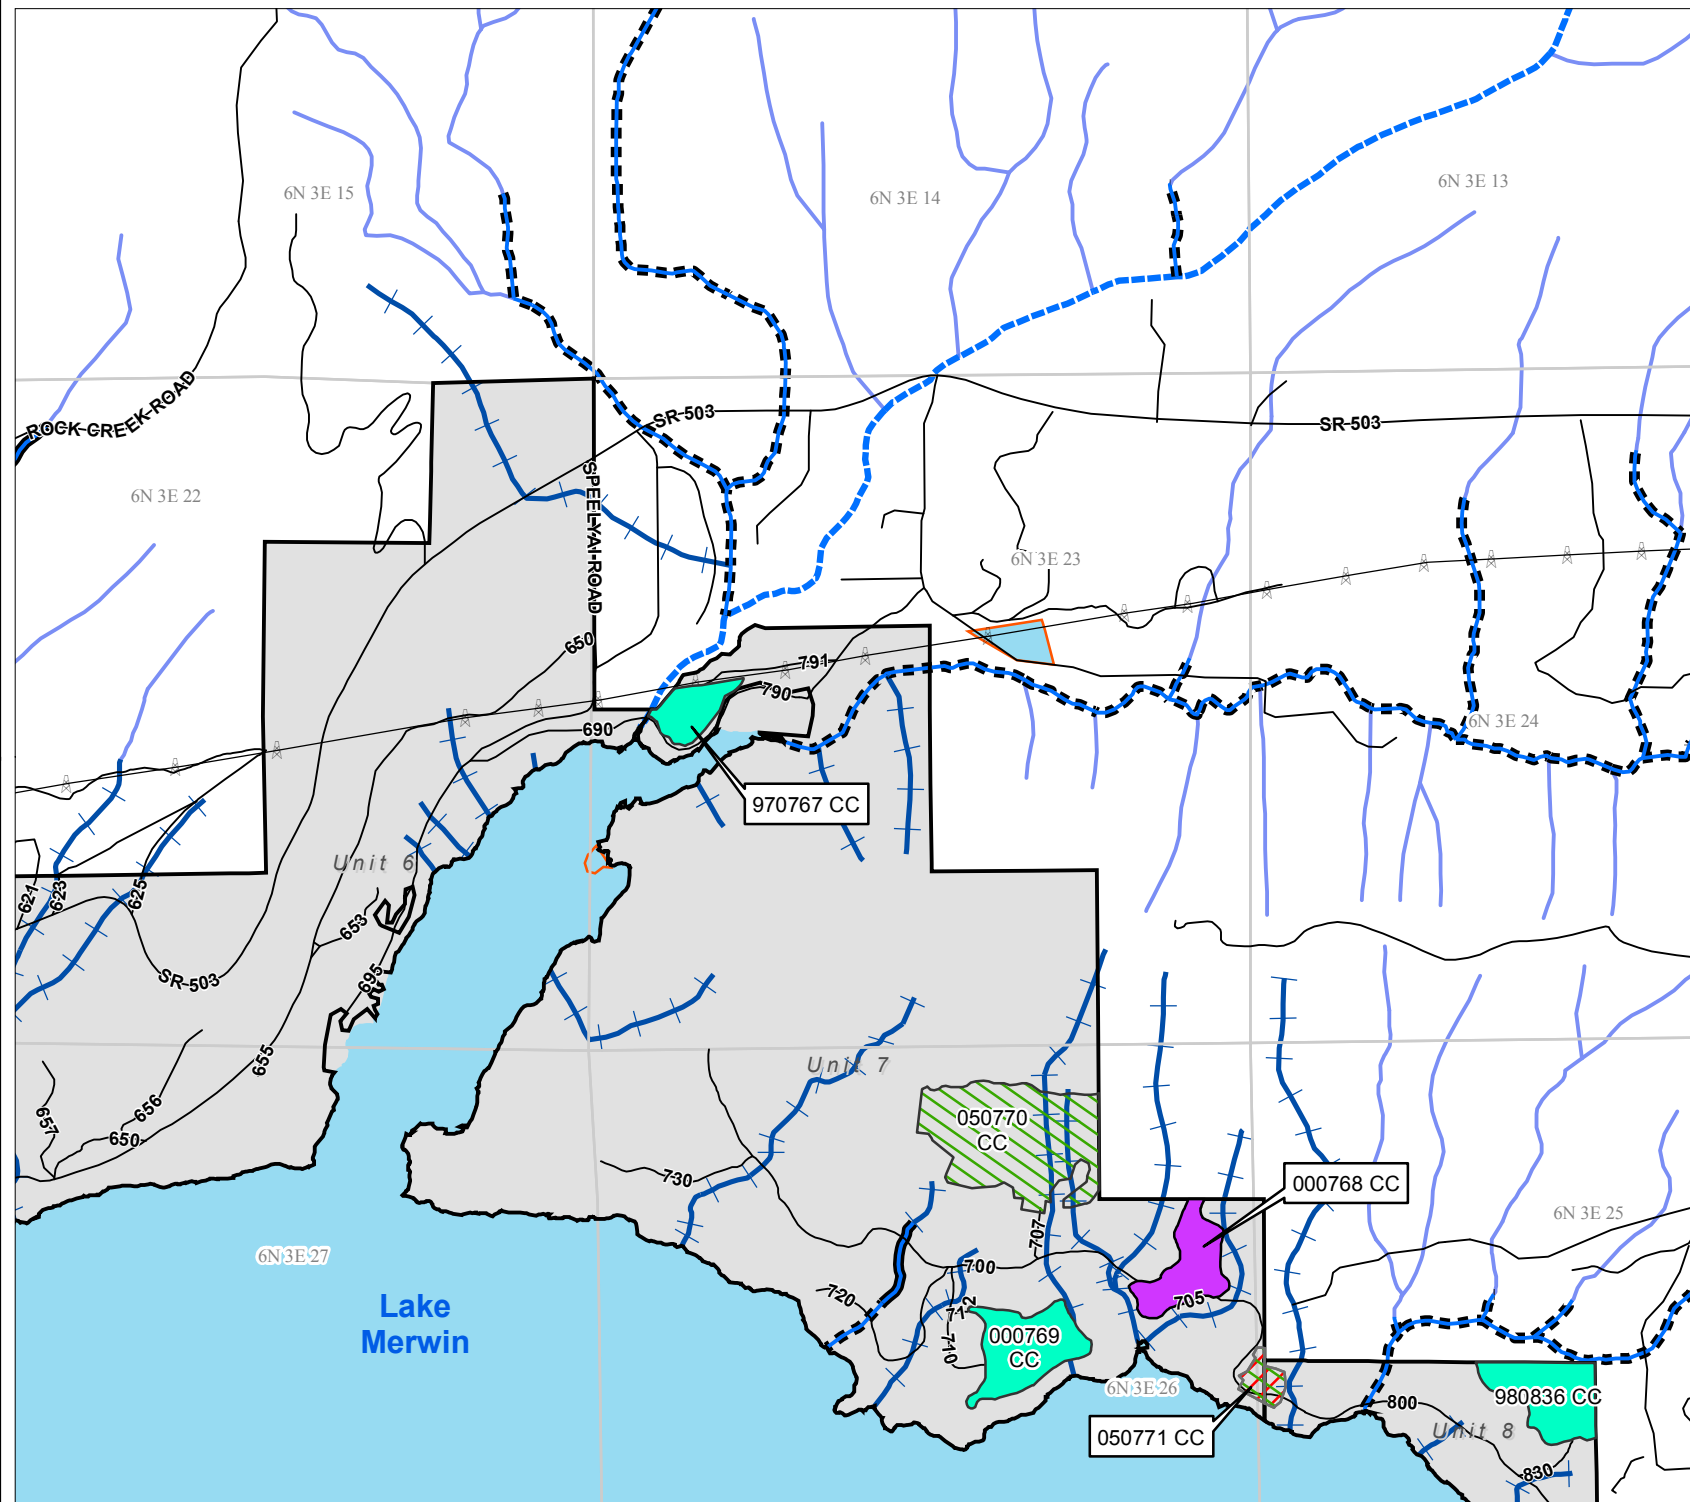 6N 3E 15
6N 3E 14
6N 3E 13
ROCK CREEK ROAD
SR 503
SR 503
6N 3E 22
SPEELYAI ROAD
6N 3E 23
650
791
790
690
6N 3E 24
970767 CC
Unit 6
621
623
625
653
SR 503
695
655
Unit 7
657
656
650
050770
CC
730
707
000768 CC
6N 3E 25
6N 3E 27
700
720
712
705
Lake
Merwin
710
000769
CC
6N 3E 26
980836 CC
800
050771 CC
Unit 8
830